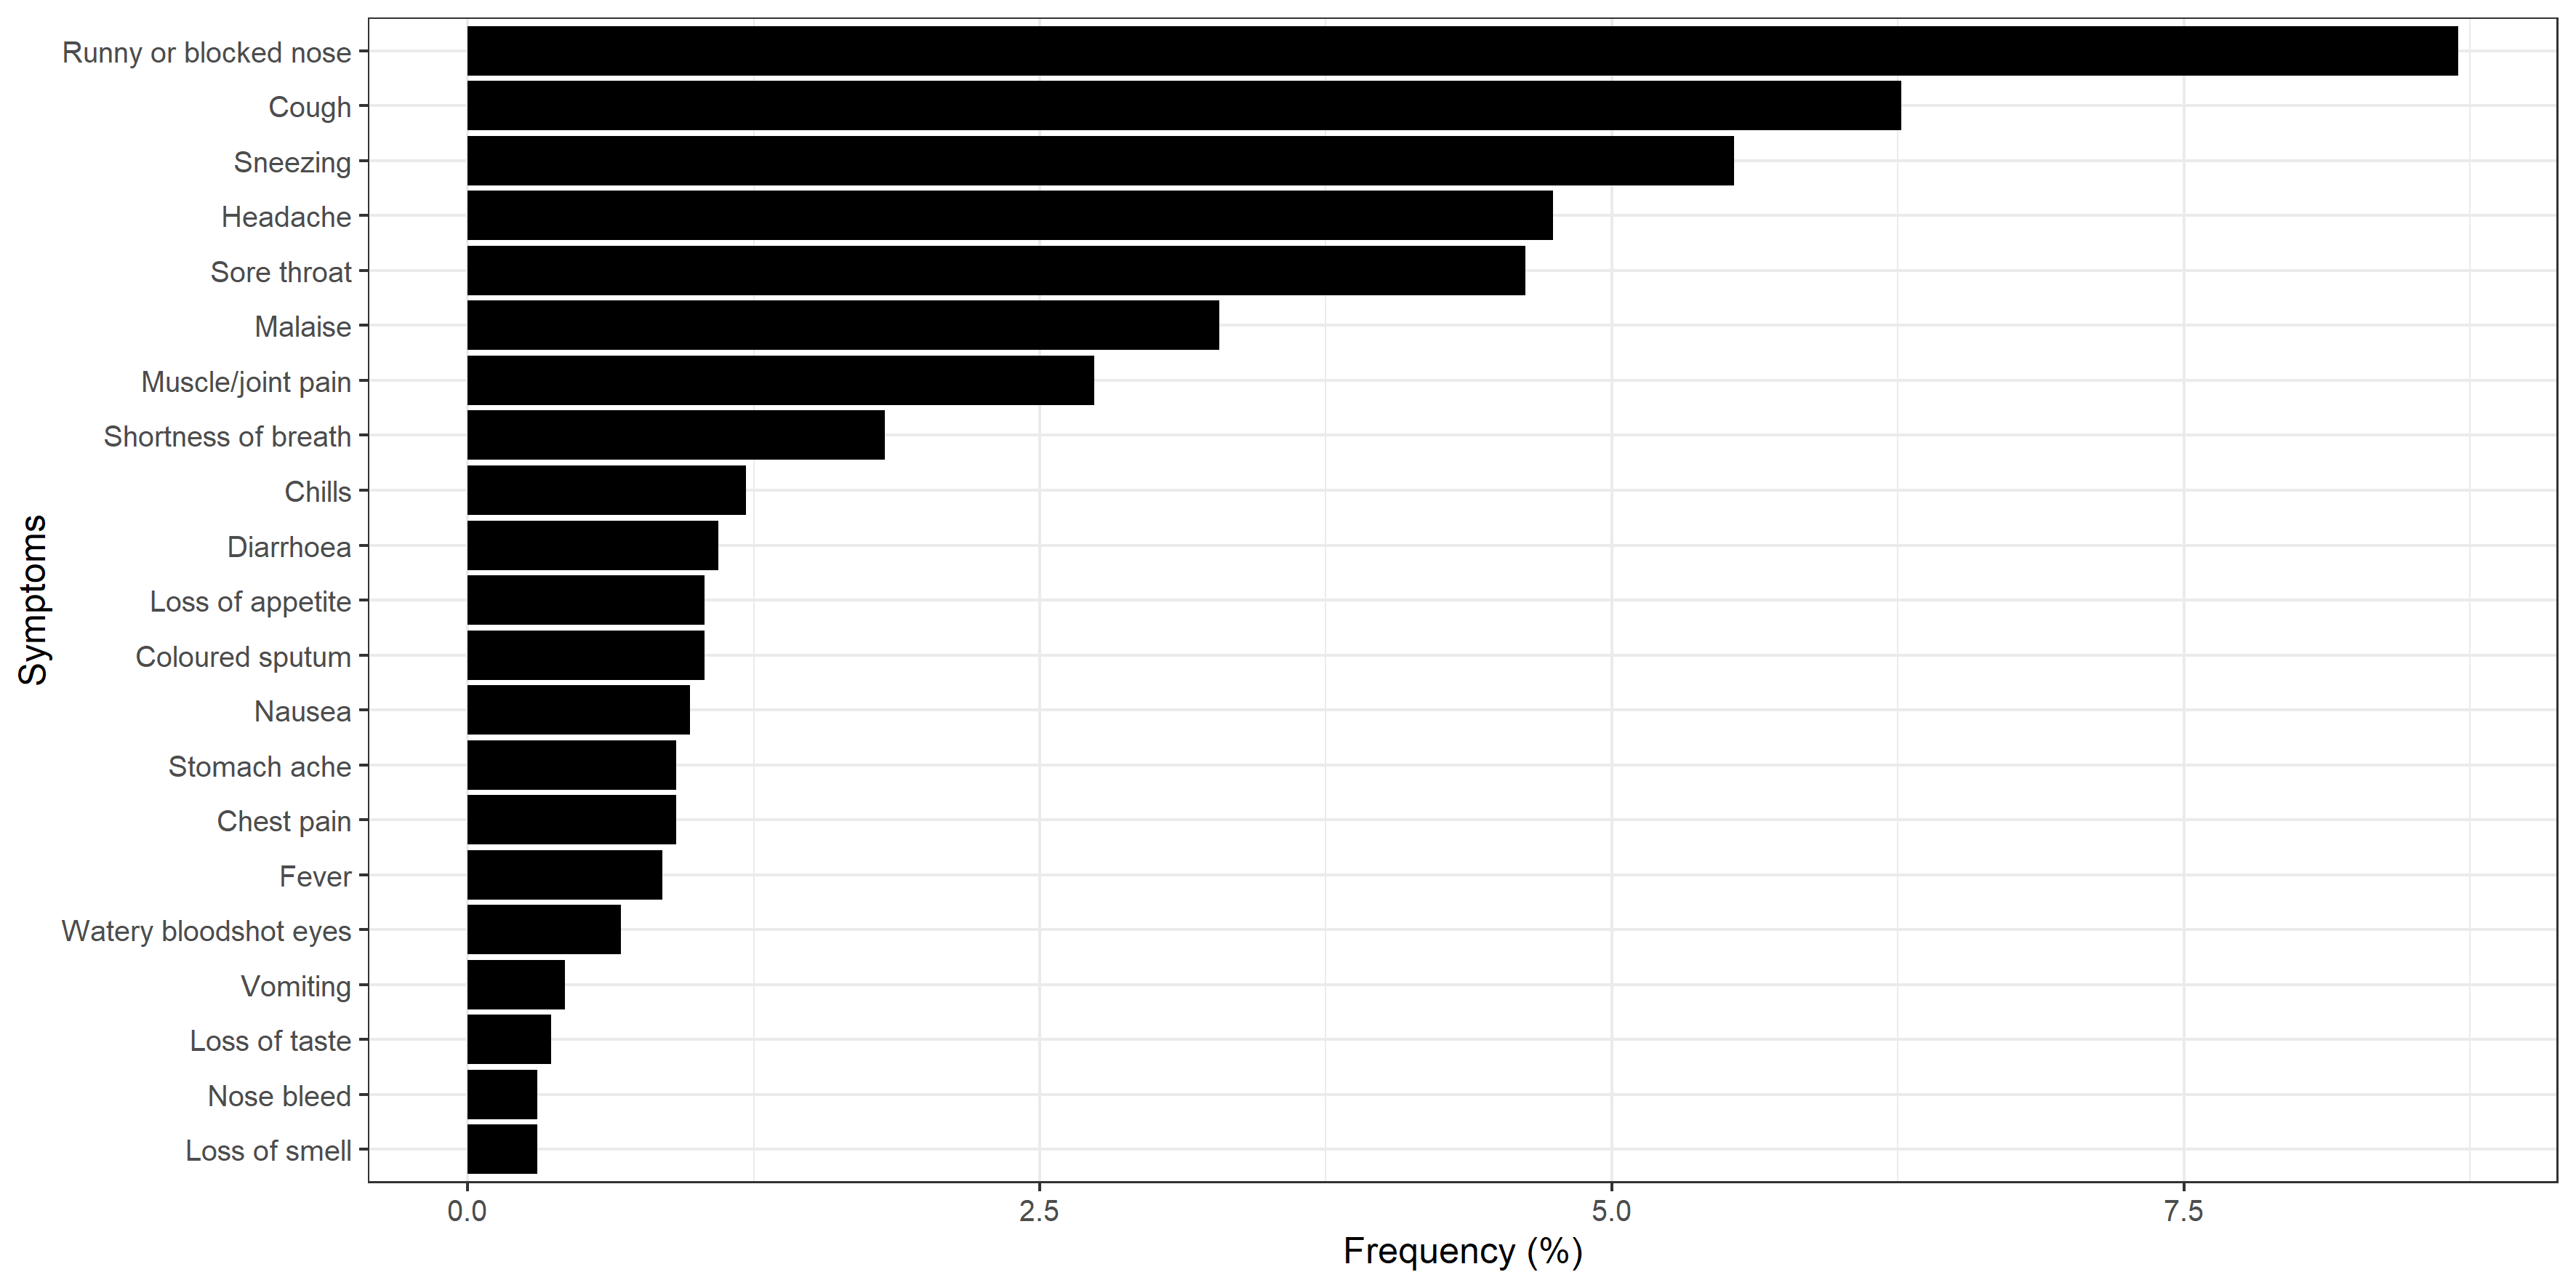 Runny or blocked nose
Cough
Sneezing
Headache
Sore throat
Malaise
Muscle/joint pain
Shortness of breath
Chills
Diarrhoea
Loss of appetite
Coloured sputum
Nausea
Stomach ache
Chest pain
Fever
Watery bloodshot eyes
Vomiting
Loss of taste
Nose bleed
Loss of smell
Symptoms
0.0 2.5 5.0 7.5
Frequency (%)